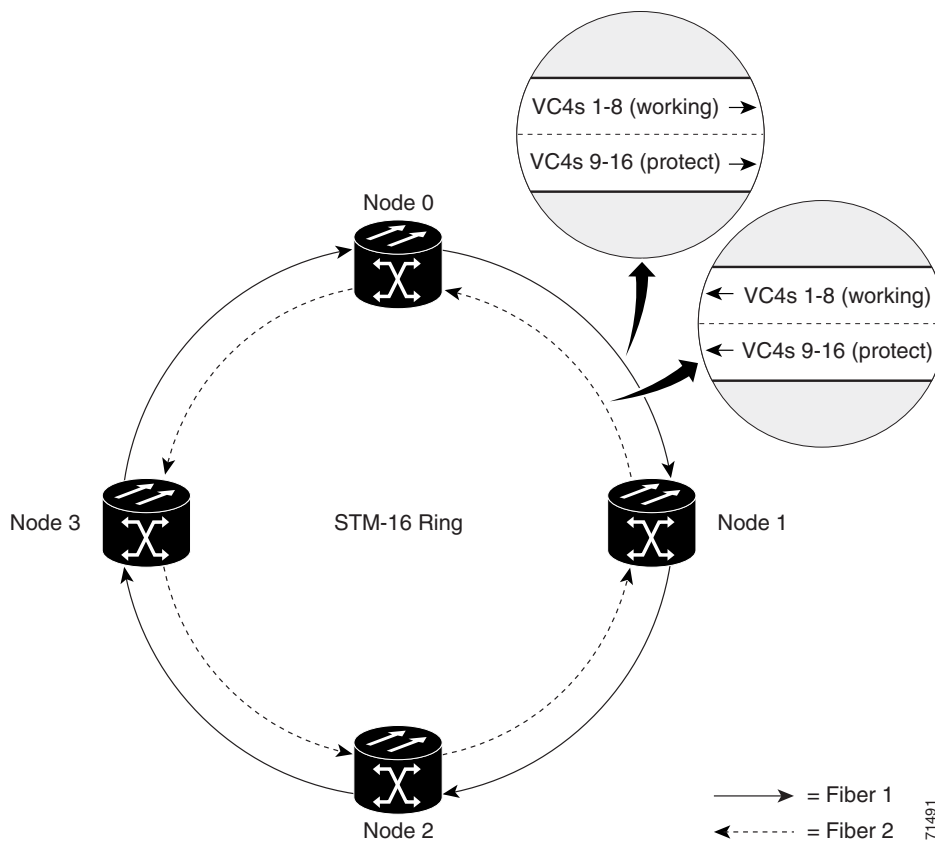 VC4s 1-8 (working)
VC4s 9-16 (protect)
Node 0
VC4s 1-8 (working)
VC4s 9-16 (protect)
Node 3
STM-16 Ring
Node 1
= Fiber 1
Node 2
= Fiber 2
71491